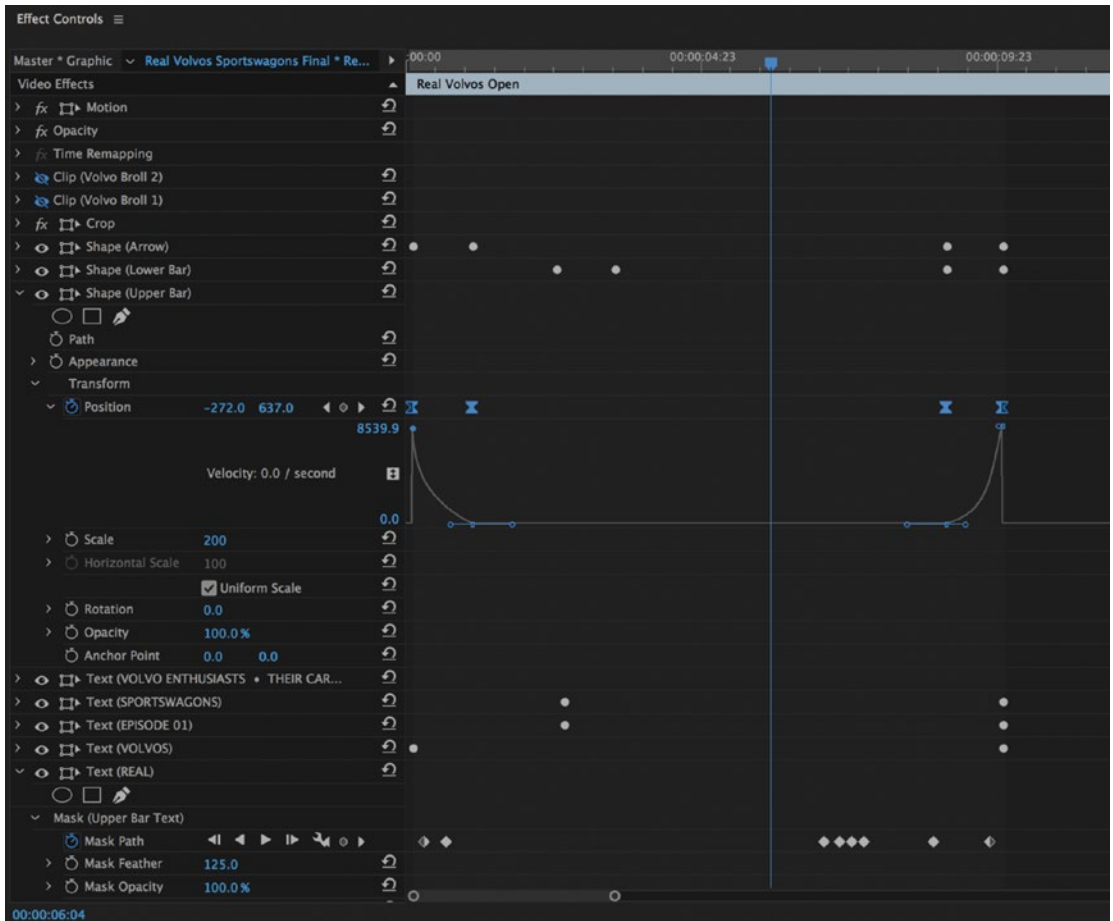 Effect Controls
Master * Graphic Real Volvos Sportswagons Final * Re... :00:00 00:00:04:23 00:00:09:23
Video Effects Real Volvos Open
fx Motion
fx Opacity
fx Time Remapping
Clip (Volvo Broll 2)
Clip (Volvo Broll 1)
fx Crop
Shape (Arrow)
Shape (Lower Bar)
Shape (Upper Bar)
Path
Appearance
Transform
Position -272.0 637.0
8539.9
Velocity: 0.0 / second
0.0
Scale 200
Horizontal Scale 100
Uniform Scale
Rotation 0.0
Opacity 100.0%
Anchor Point 0.0 0.0
Text (VOLVO ENTHUSIASTS • THEIR CAR...
Text (SPORTSWAGONS)
Text (EPISODE 01)
Text (VOLVOS)
Text (REAL)
Mask (Upper Bar Text)
Mask Path
Mask Feather 125.0
Mask Opacity 100.0%
00:00:06:04